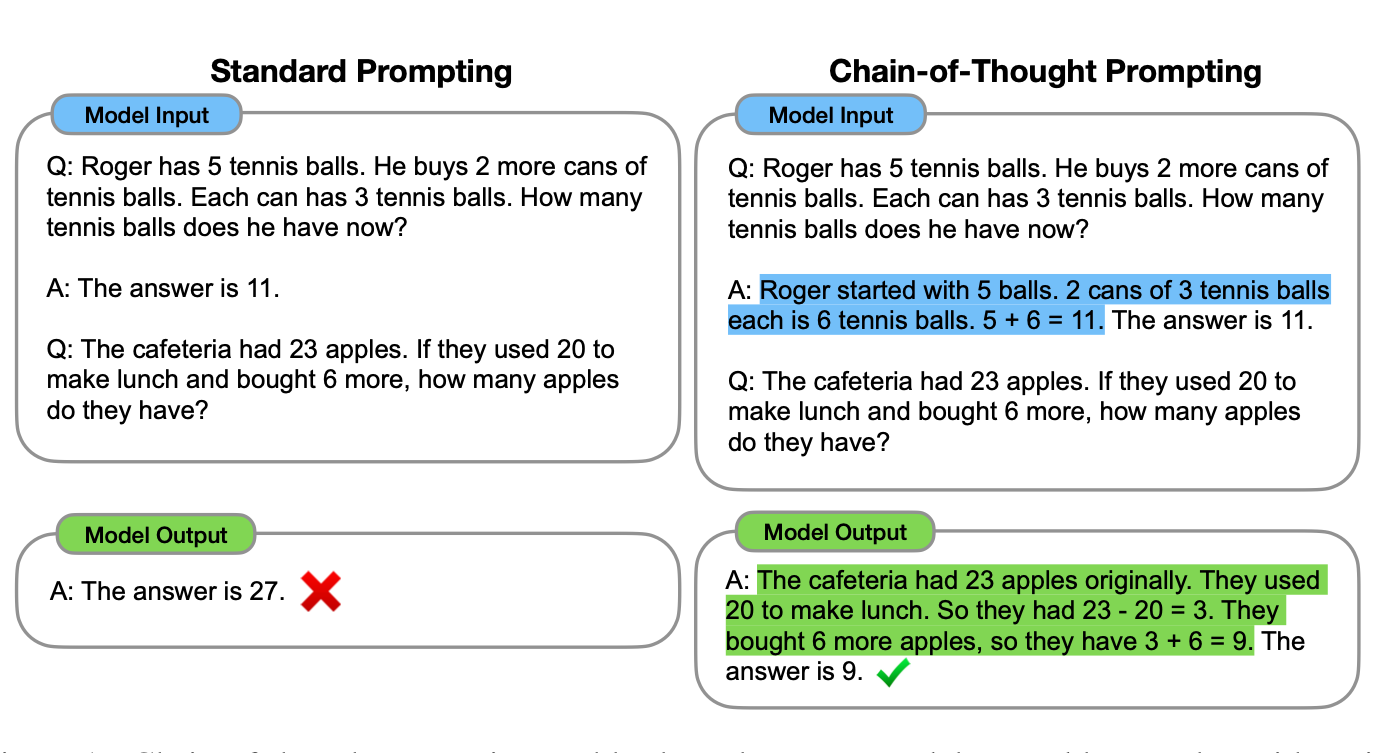 Standard Prompting
Model Input
Q: Roger has 5 tennis balls. He buys 2 more cans of
tennis balls. Each can has 3 tennis balls. How many
tennis balls does he have now?
A: The answer is 11.
Q: The cafeteria had 23 apples. If they used 20 to
make lunch and bought 6 more, how many apples
do they have?
Model Output
A: The answer is 27.
Chain-of-Thought Prompting
Model Input
Q: Roger has 5 tennis balls. He buys 2 more cans of
tennis balls. Each can has 3 tennis balls. How many
tennis balls does he have now?
A: Roger started with 5 balls. 2 cans of 3 tennis balls
each is 6 tennis balls. 5 + 6 = 11. The answer is 11.
Q: The cafeteria had 23 apples. If they used 20 to
make lunch and bought 6 more, how many apples
do they have?
Model Output
A: The cafeteria had 23 apples originally. They used
20 to make lunch. So they had 23 - 20 = 3. They
bought 6 more apples, so they have 3 + 6 = 9. The
answer is 9.